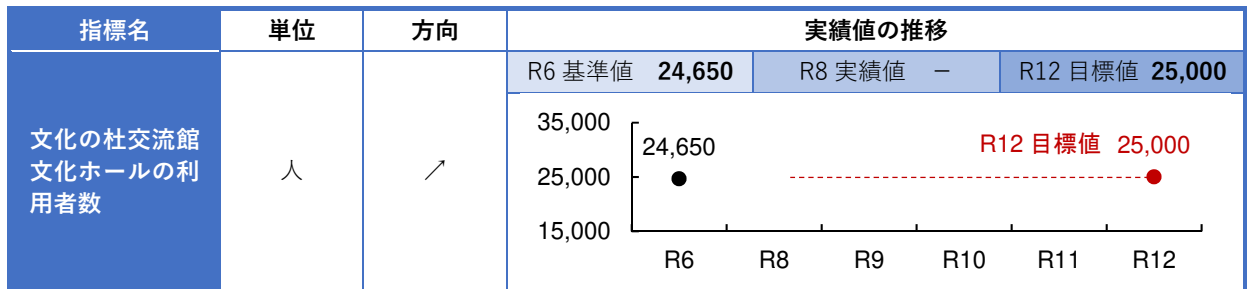 指標名 単位 方向 実績値の推移
R6 基準値 24,650 R8 実績値 － R12 目標値 25,000
文化の杜交流館
文化ホールの利
用者数
人
↗
35,000
25,000
15,000
24,650
R12 目標値 25,000
R6 R8 R9 R10 R11 R12